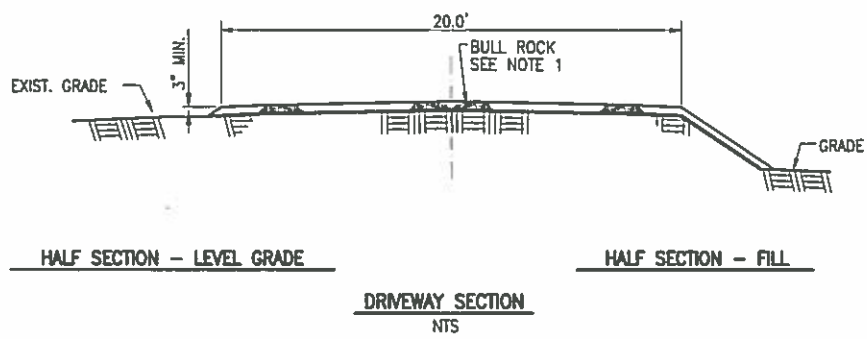 20.0'
3" MIN.
BULL ROCK
SEE NOTE 1
EXIST. GRADE
GRADE
HALF SECTION - LEVEL GRADE
HALF SECTION - FILL
DRIVEWAY SECTION
NTS